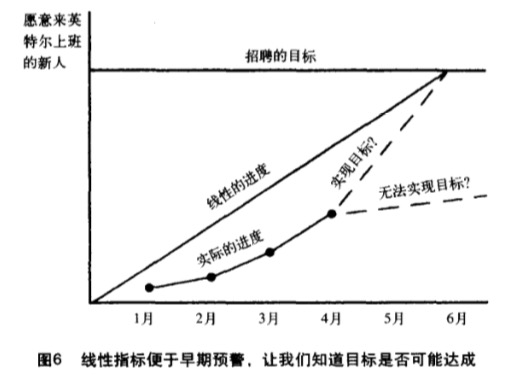 愿意来英
特尔上班
的新人
招聘的目标
线性的进度
实现目标?
无法实现目标?
实际的进度
1月 2月 3月 4月 5月 6月
图6 线性指标便于早期预警，让我们知道目标是否可能达成